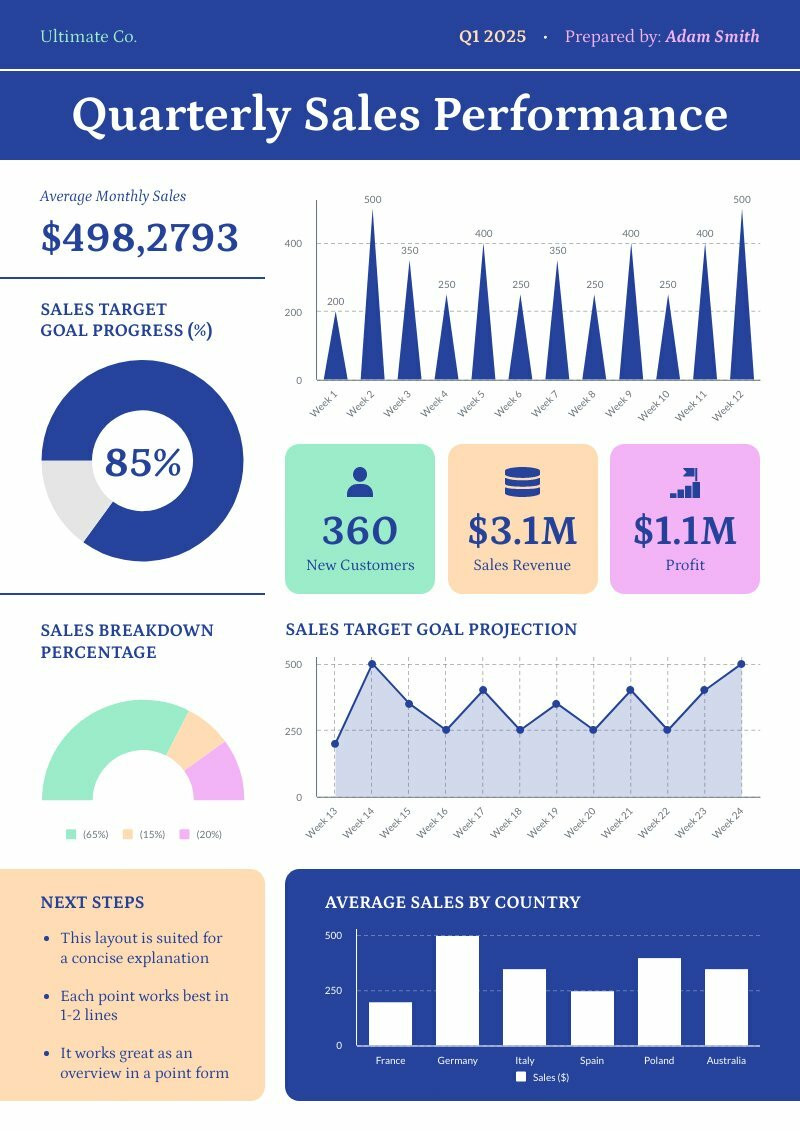 Ultimate Co.
Q1 2025 • Prepared by: Adam Smith
Quarterly Sales Performance
Average Monthly Sales
$498,2793
SALES TARGET
GOAL PROGRESS (%)
85%
500
400
200
0
200
500
350
250
400
250
350
250
400
250
400
Week 1
Week 2
Week 3
Week 4
Week 5
Week 6
Week 7
Week 8
Week 9
Week 10
Week 11
Week 12
360
New Customers
$3.1M
Sales Revenue
$1.1M
Profit
SALES BREAKDOWN
PERCENTAGE
(65%) (15%) (20%)
SALES TARGET GOAL PROJECTION
500
250
0
Week 13
Week 14
Week 15
Week 16
Week 17
Week 18
Week 19
Week 20
Week 21
Week 22
Week 23
Week 24
NEXT STEPS
• This layout is suited for
a concise explanation
• Each point works best in
1-2 lines
• It works great as an
overview in a point form
AVERAGE SALES BY COUNTRY
500
250
0
France Germany Italy Spain Poland Australia
Sales ($)